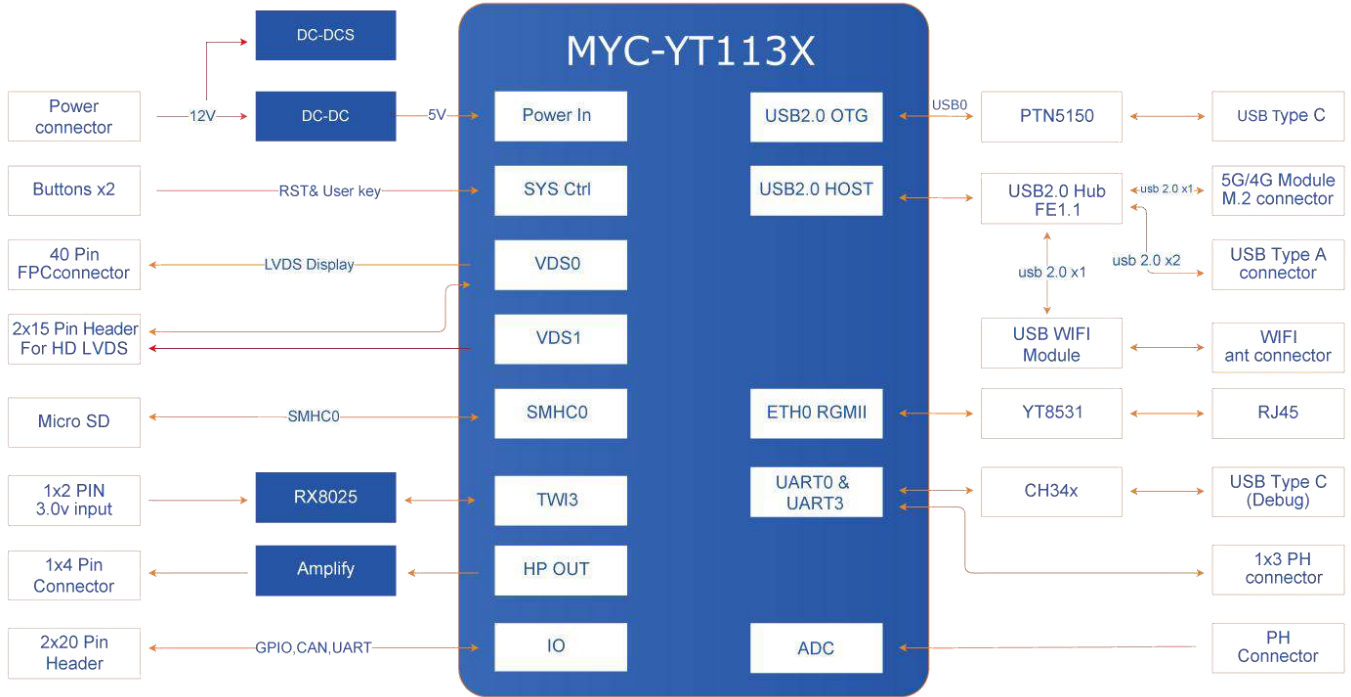 MYC-YT113X
DC-DCS
Power
connector
12V
DC-DC
5V
Power In
Buttons x2
RST& User key
SYS Ctrl
40 Pin
FPCconnector
LVDS Display
VDS0
2x15 Pin Header
For HD LVDS
VDS1
Micro SD
SMHC0
SMHC0
1x2 PIN
3.0v input
RX8025
TWI3
1x4 Pin
Connector
Amplify
HP OUT
2x20 Pin
Header
GPIO,CAN,UART
IO
USB2.0 OTG
USB0
PTN5150
USB Type C
USB2.0 HOST
USB2.0 Hub
FE1.1
usb 2.0 x1
5G/4G Module
M.2 connector
usb 2.0 x2
USB Type A
connector
usb 2.0 x1
USB WIFI
Module
WIFI
ant connector
ETH0 RGMII
YT8531
RJ45
UART0 &
UART3
CH34x
USB Type C
(Debug)
1x3 PH
connector
ADC
PH
Connector